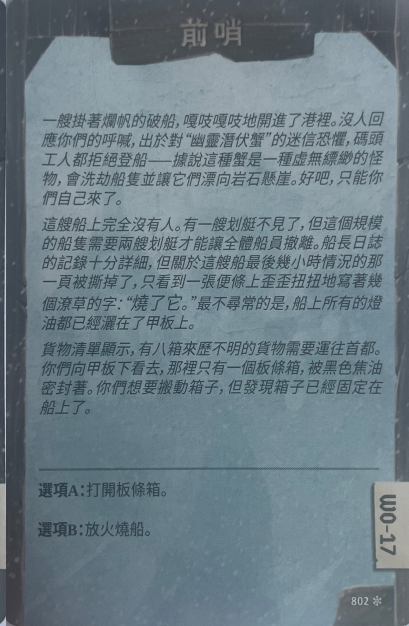 前哨
一艘掛著爛帆的破船，嘎吱嘎吱地開進了港裡。沒人回
應你們的呼喊，出於對“幽靈潛伏蟹”的迷信恐懼，碼頭
工人都拒絕登船——據說這種蟹是一種虛無縹緲的怪
物，會洗劫船隻並讓它們漂向岩石懸崖。好吧，只能你
們自己來了。
這艘船上完全沒有人。有一艘划艇不見了，但這個規模
的船隻需要兩艘划艇才能讓全體船員撤離。船長日誌
的記錄十分詳細，但關於這艘船最後幾小時情況的那
一頁被撕掉了，只看到一張便條上歪歪扭扭地寫著幾
個潦草的字：“燒了它。”最不尋常的是，船上所有的燈
油都已經灑在了甲板上。
貨物清單顯示，有八箱來歷不明的貨物需要運往首都。
你們向甲板下看去，那裡只有一個板條箱，被黑色焦油
密封著。你們想要搬動箱子，但發現箱子已經固定在
船上了。
選項A：打開板條箱。
選項B：放火燒船。
WO-17
802